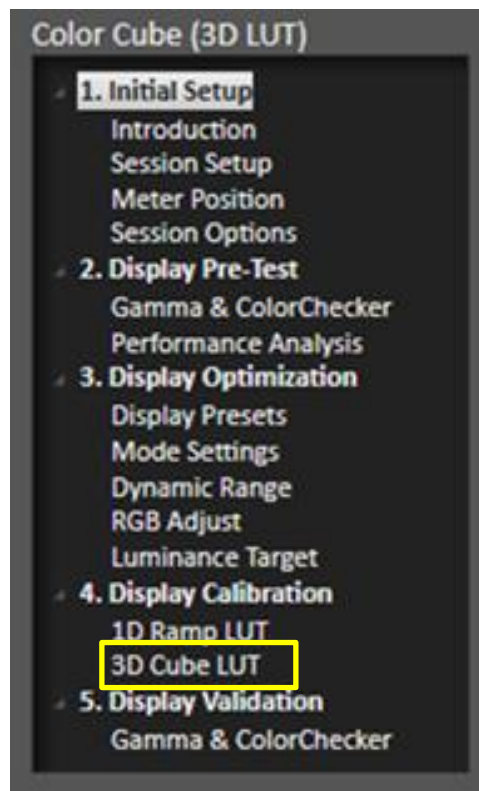 Color Cube (3D LUT)
1. Initial Setup
Introduction
Session Setup
Meter Position
Session Options
2. Display Pre-Test
Gamma & ColorChecker
Performance Analysis
3. Display Optimization
Display Presets
Mode Settings
Dynamic Range
RGB Adjust
Luminance Target
4. Display Calibration
1D Ramp LUT
3D Cube LUT
5. Display Validation
Gamma & ColorChecker